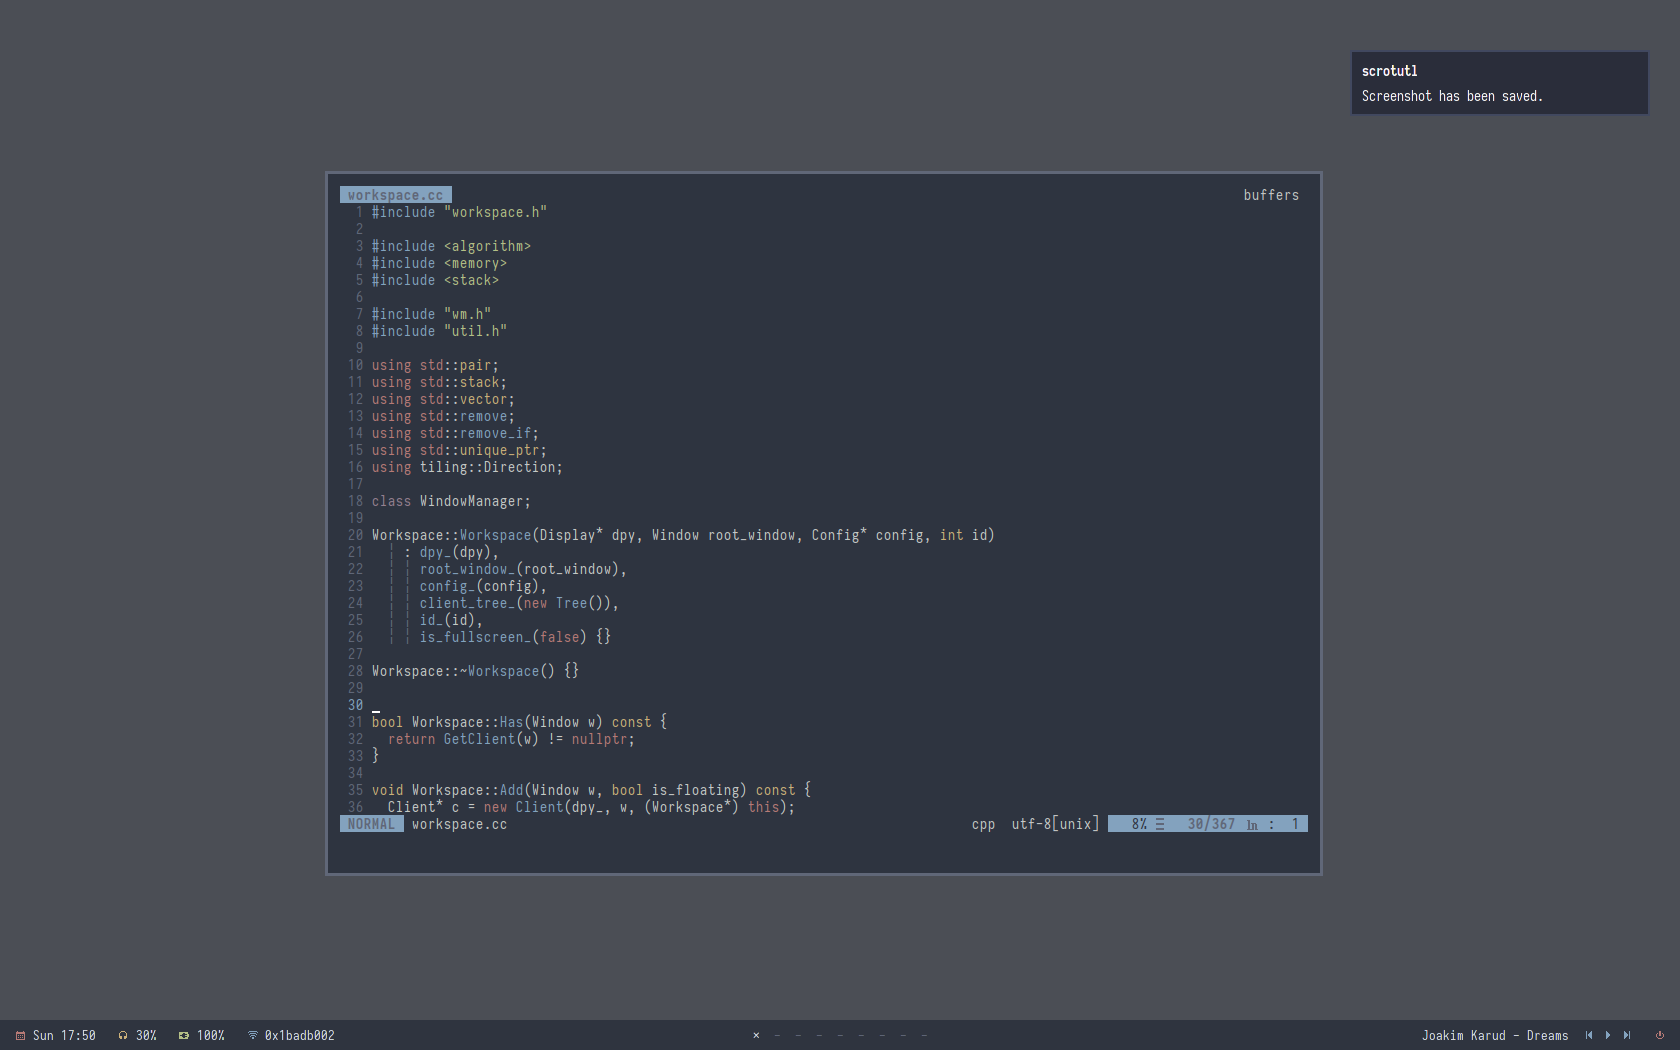 scrotutl
Screenshot has been saved.
workspace.cc buffers
1 #include "workspace.h"
2
3 #include <algorithm>
4 #include <memory>
5 #include <stack>
6
7 #include "wm.h"
8 #include "util.h"
9
10 using std::pair;
11 using std::stack;
12 using std::vector;
13 using std::remove;
14 using std::remove_if;
15 using std::unique_ptr;
16 using tiling::Direction;
17
18 class WindowManager;
19
20 Workspace::Workspace(Display* dpy, Window root_window, Config* config, int id)
21 ¦ : dpy_(dpy),
22 ¦ ¦ root_window_(root_window),
23 ¦ ¦ config_(config),
24 ¦ ¦ client_tree_(new Tree()),
25 ¦ ¦ id_(id),
26 ¦ ¦ is_fullscreen_(false) {}
27
28 Workspace::~Workspace() {}
29
30
31 bool Workspace::Has(Window w) const {
32 return GetClient(w) != nullptr;
33 }
34
35 void Workspace::Add(Window w, bool is_floating) const {
36 Client* c = new Client(dpy_, w, (Workspace*) this);
NORMAL workspace.cc cpp utf-8[unix] 8% ☰ 30/367 ln : 1
Sun 17:50 30% 100% 0x1badb002 × − − − − − − − − Joakim Karud - Dreams